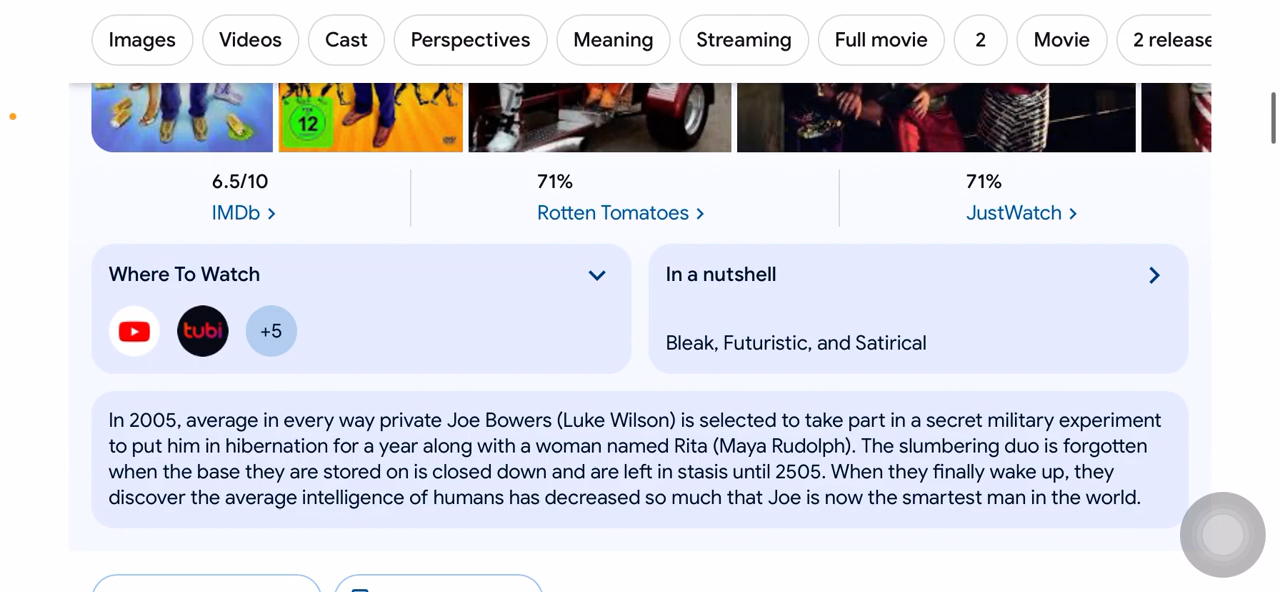 Images Videos Cast Perspectives Meaning Streaming Full movie 2 Movie 2 release
12
6.5/10 71% 71%
IMDb Rotten Tomatoes JustWatch
Where To Watch
tubi +5
In a nutshell
Bleak, Futuristic, and Satirical
In 2005, average in every way private Joe Bowers (Luke Wilson) is selected to take part in a secret military experiment
to put him in hibernation for a year along with a woman named Rita (Maya Rudolph). The slumbering duo is forgotten
when the base they are stored on is closed down and are left in stasis until 2505. When they finally wake up, they
discover the average intelligence of humans has decreased so much that Joe is now the smartest man in the world.